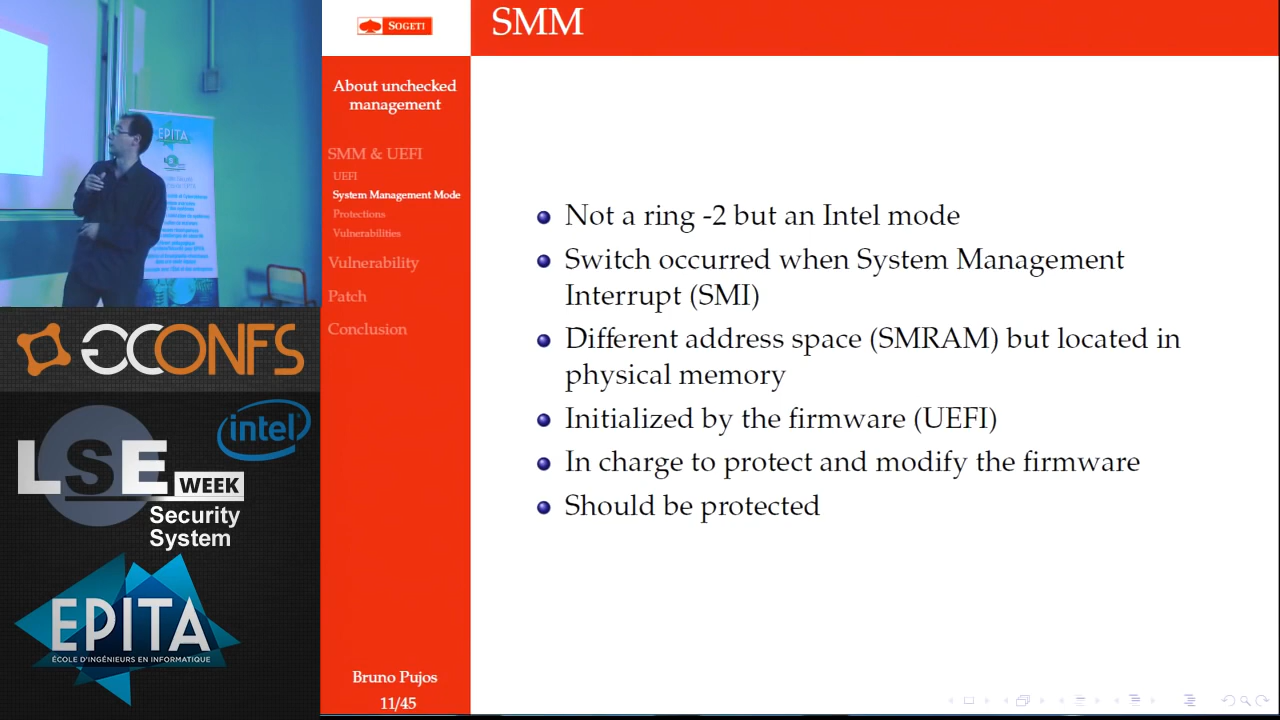 SOGETI
SMM
About unchecked
management
SMM & UEFI
UEFI
System Management Mode
Protections
Vulnerabilities
Vulnerability
Patch
Conclusion
Not a ring -2 but an Intel mode
Switch occurred when System Management
Interrupt (SMI)
Different address space (SMRAM) but located in
physical memory
Initialized by the firmware (UEFI)
In charge to protect and modify the firmware
Should be protected
Bruno Pujos
11/45
EPITA
GCONFS
intel
LSE
WEEK
Security
System
EPITA
ÉCOLE D'INGÉNIEURS EN INFORMATIQUE